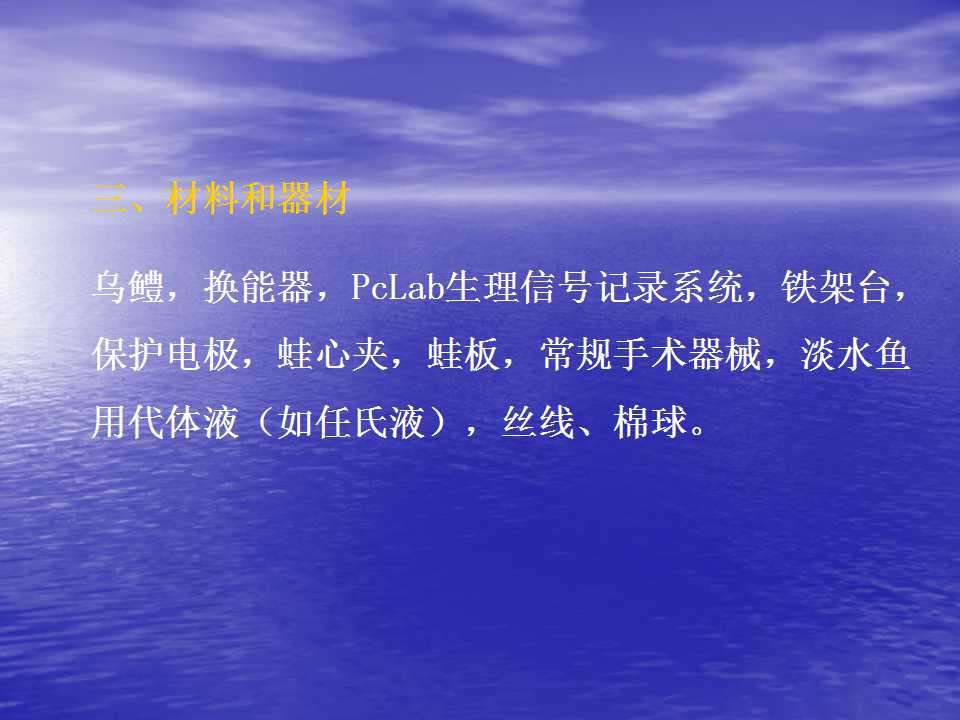 三、材料和器材
乌鳢，换能器，PcLab生理信号记录系统，铁架台，
保护电极，蛙心夹，蛙板，常规手术器械，淡水鱼
用代体液（如任氏液），丝线、棉球。